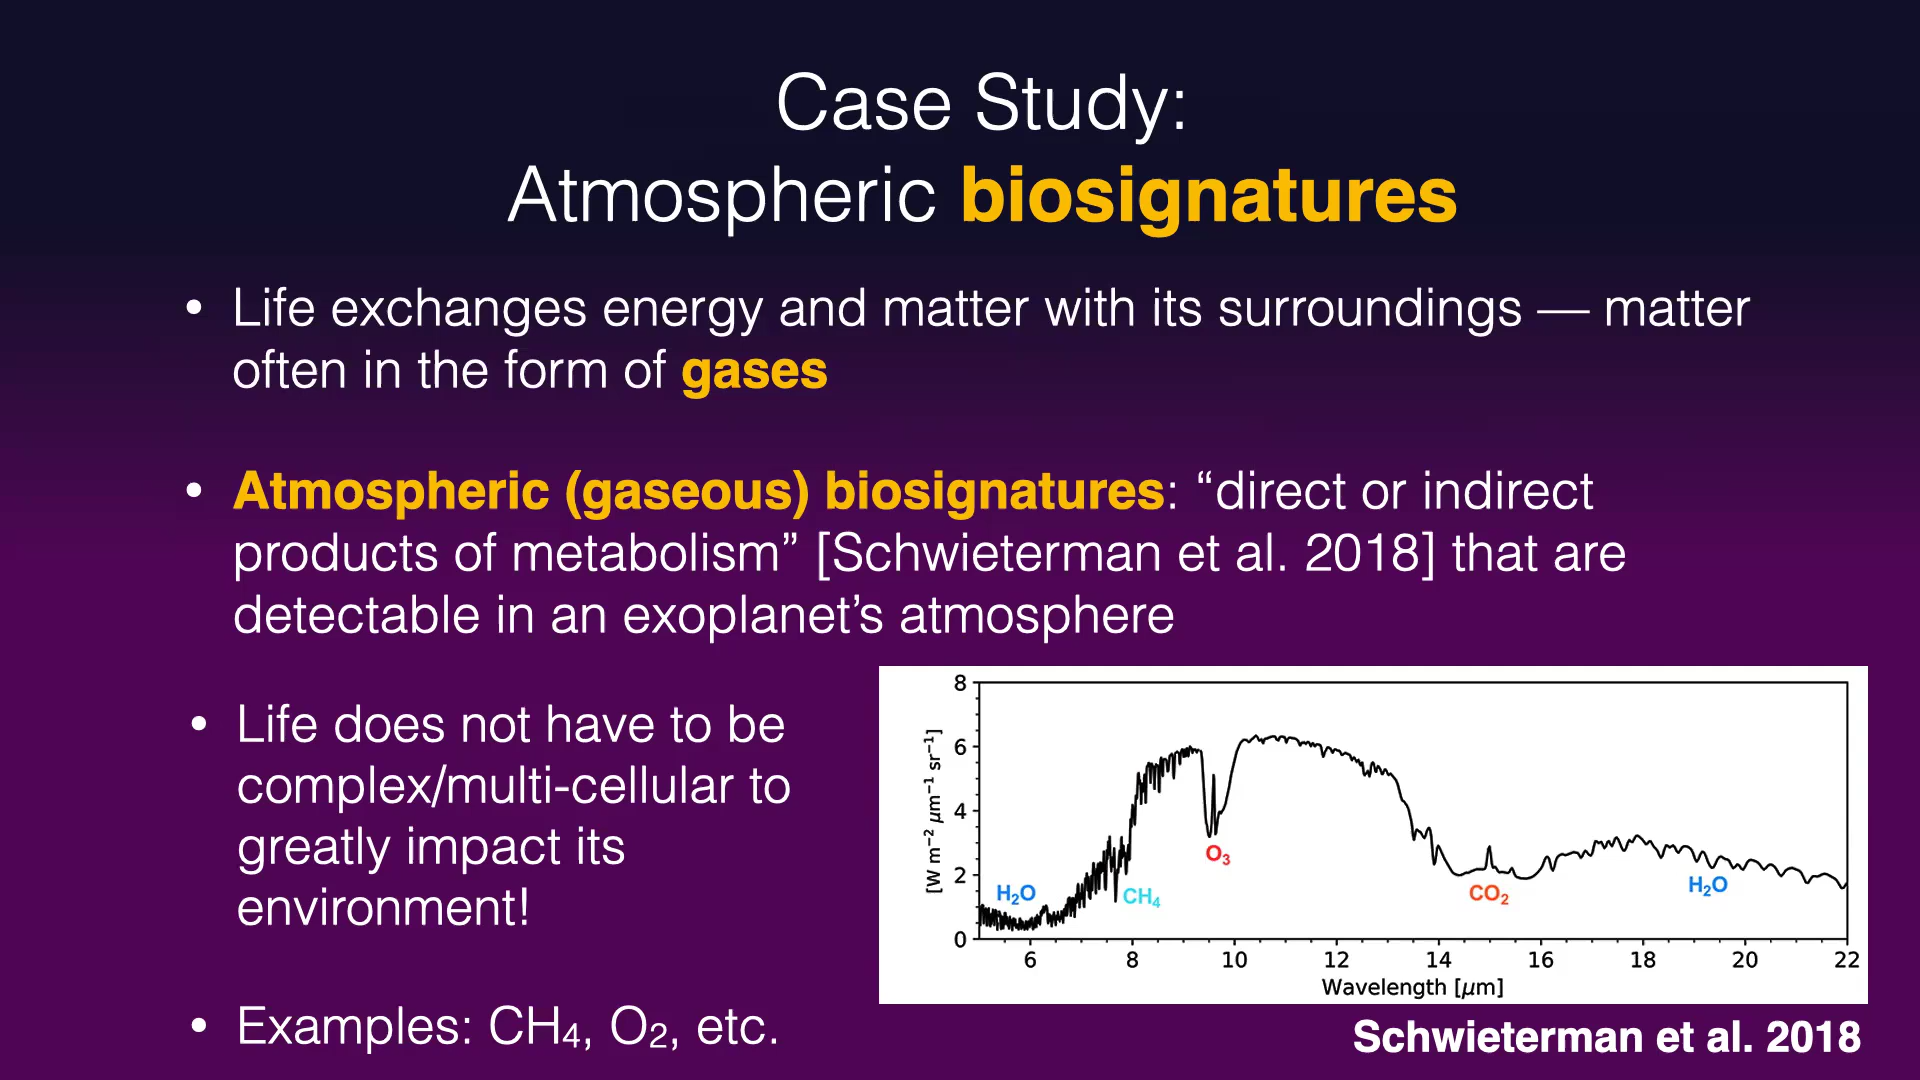 Case Study:
Atmospheric biosignatures
• Life exchanges energy and matter with its surroundings — matter
often in the form of gases
• Atmospheric (gaseous) biosignatures: “direct or indirect
products of metabolism” [Schwieterman et al. 2018] that are
detectable in an exoplanet’s atmosphere
• Life does not have to be
complex/multi-cellular to
greatly impact its
environment!
• Examples: CH₄, O₂, etc.
[W m⁻² μm⁻¹ sr⁻¹]
8
6
4
2
0
H₂O
CH₄
O₃
CO₂
H₂O
6 8 10 12 14 16 18 20 22
Wavelength [μm]
Schwieterman et al. 2018